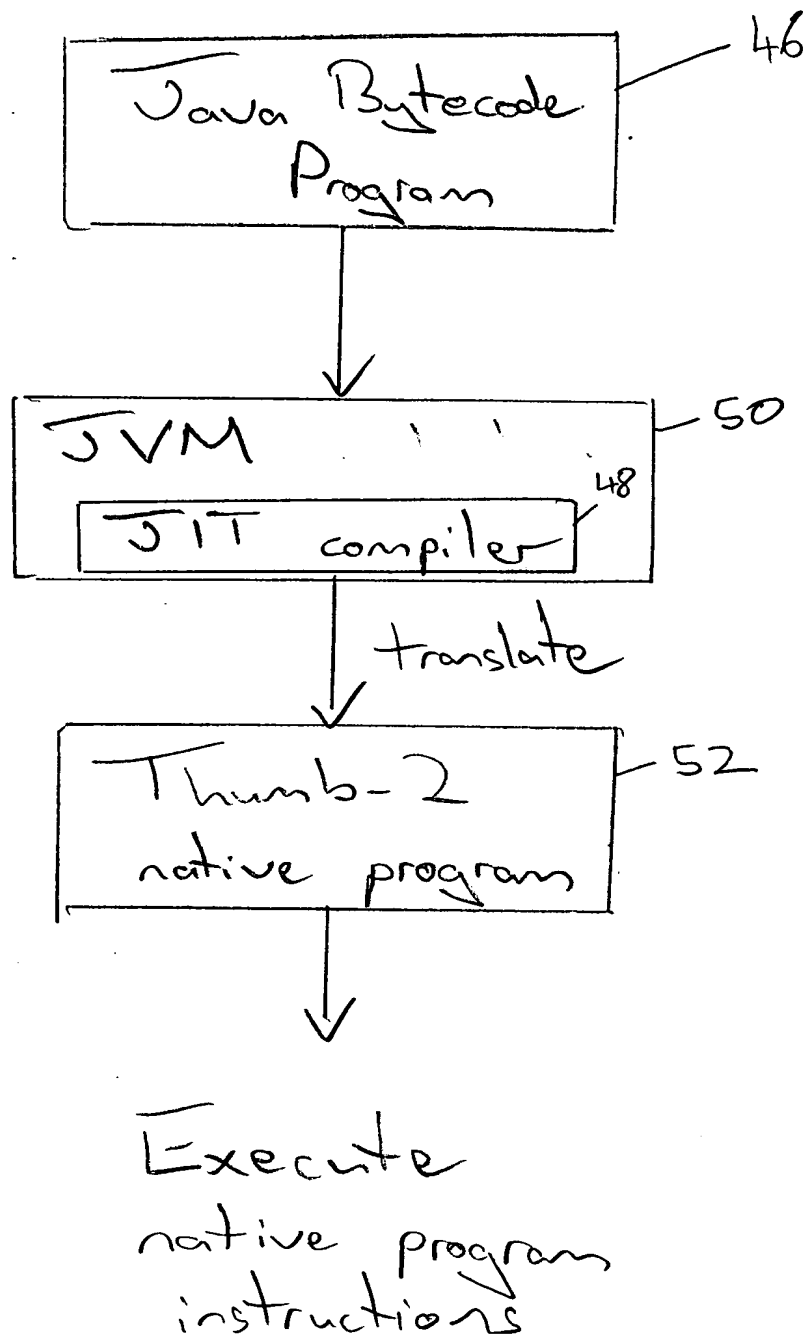 46
Java Bytecode
Program
50
JVM
48
JIT compiler
translate
Thumb-2
52
native program
Execute
native program
instructions